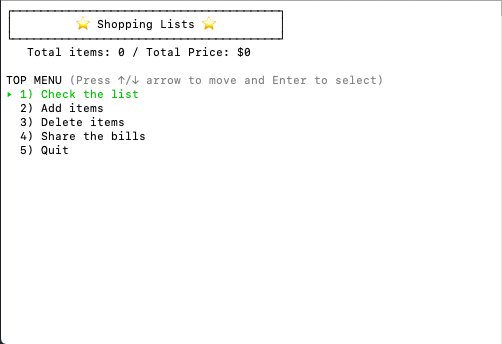 ⭐ Shopping Lists ⭐
Total items: 0 / Total Price: $0
TOP MENU (Press ↑/↓ arrow to move and Enter to select)
‣ 1) Check the list
2) Add items
3) Delete items
4) Share the bills
5) Quit